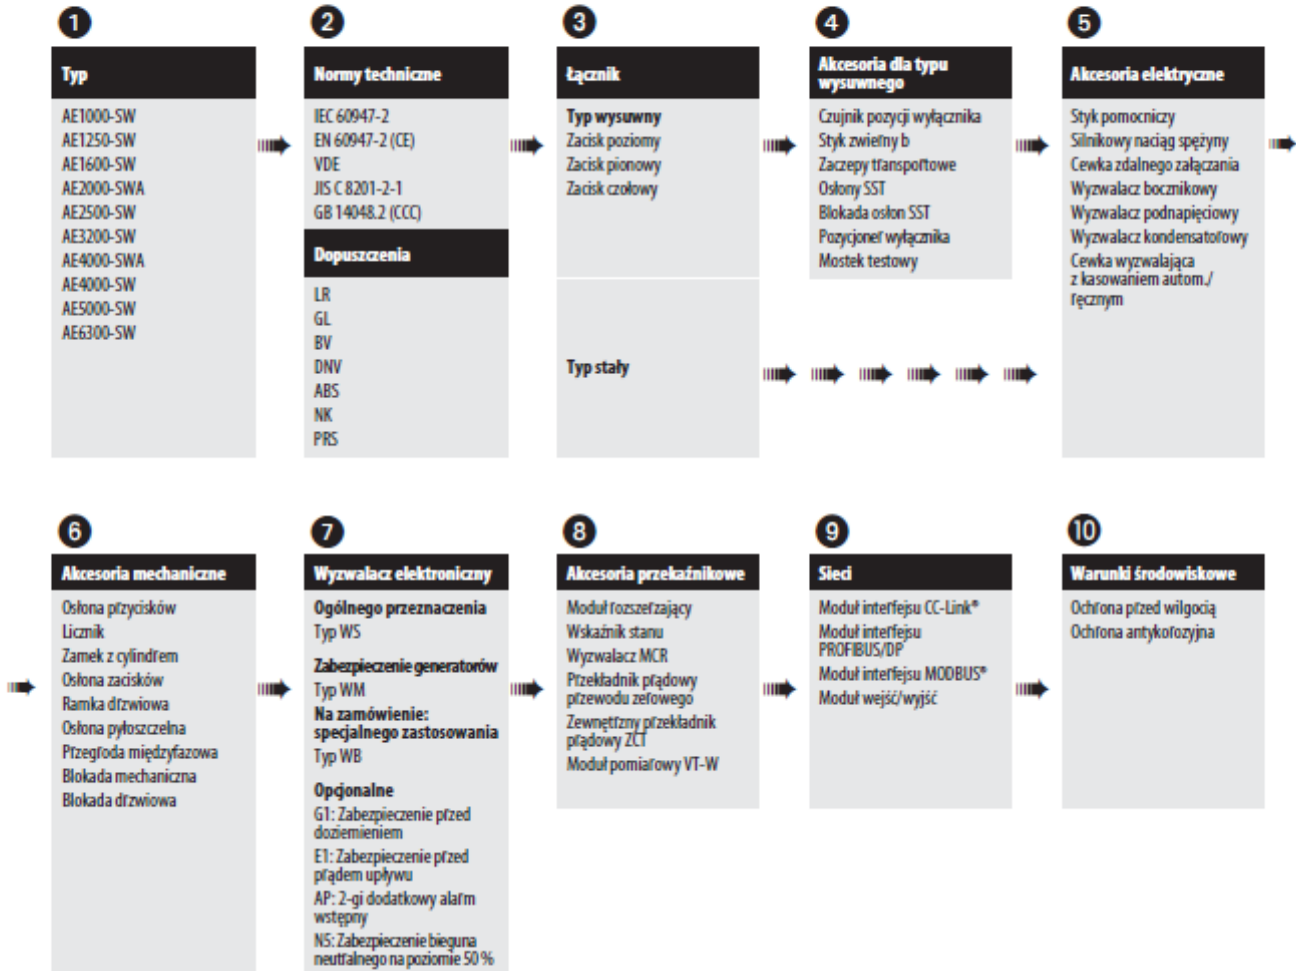 1
Typ
AE1000-SW
AE1250-SW
AE1600-SW
AE2000-SWA
AE2500-SW
AE3200-SW
AE4000-SWA
AE4000-SW
AE5000-SW
AE6300-SW
2
Normy techniczne
IEC 60947-2
EN 60947-2 (CE)
VDE
JIS C 8201-2-1
GB 14048.2 (CCC)
Dopuszczenia
LR
GL
BV
DNV
ABS
NK
PRS
3
Łącznik
Typ wysuwny
Zacisk poziomy
Zacisk pionowy
Zacisk czołowy
Typ stały
4
Akcesoria dla typu
wysuwnego
Czujnik pozycji wyłącznika
Styk zwierny b
Zaczepy transportowe
Osłony SST
Blokada osłon SST
Pozycjoner wyłącznika
Mostek testowy
5
Akcesoria elektryczne
Styk pomocniczy
Silnikowy naciąg spężyny
Cewka zdalnego załączania
Wyzwalacz bocznikowy
Wyzwalacz podnapięciowy
Wyzwalacz kondensatorowy
Cewka wyzwalająca
z kasowaniem autom./
ręcznym
6
Akcesoria mechaniczne
Osłona przycisków
Licznik
Zamek z cylindrem
Osłona zacisków
Ramka drzwiowa
Osłona pyłoszczelna
Przegroda międzyfazowa
Blokada mechaniczna
Blokada drzwiowa
7
Wyzwalacz elektroniczny
Ogólnego przeznaczenia
Typ WS
Zabezpieczenie generatorów
Typ WM
Na zamówienie:
specjalnego zastosowania
Typ WB
Opcjonalne
G1: Zabezpieczenie przed
doziemieniem
E1: Zabezpieczenie przed
prądem upływu
AP: 2-gi dodatkowy alarm
wstępny
N5: Zabezpieczenie bieguna
neutralnego na poziomie 50 %
8
Akcesoria przekaźnikowe
Moduł rozszerzający
Wskaźnik stanu
Wyzwalacz MCR
Przekładnik prądowy
przewodu zerowego
Zewnętrzny przekładnik
prądowy ZCT
Moduł pomiarowy VT-W
9
Sieci
Moduł interfejsu CC-Link®
Moduł interfejsu
PROFIBUS/DP
Moduł interfejsu MODBUS®
Moduł wejść/wyjść
10
Warunki środowiskowe
Ochrona przed wilgocią
Ochrona antykorozyjna